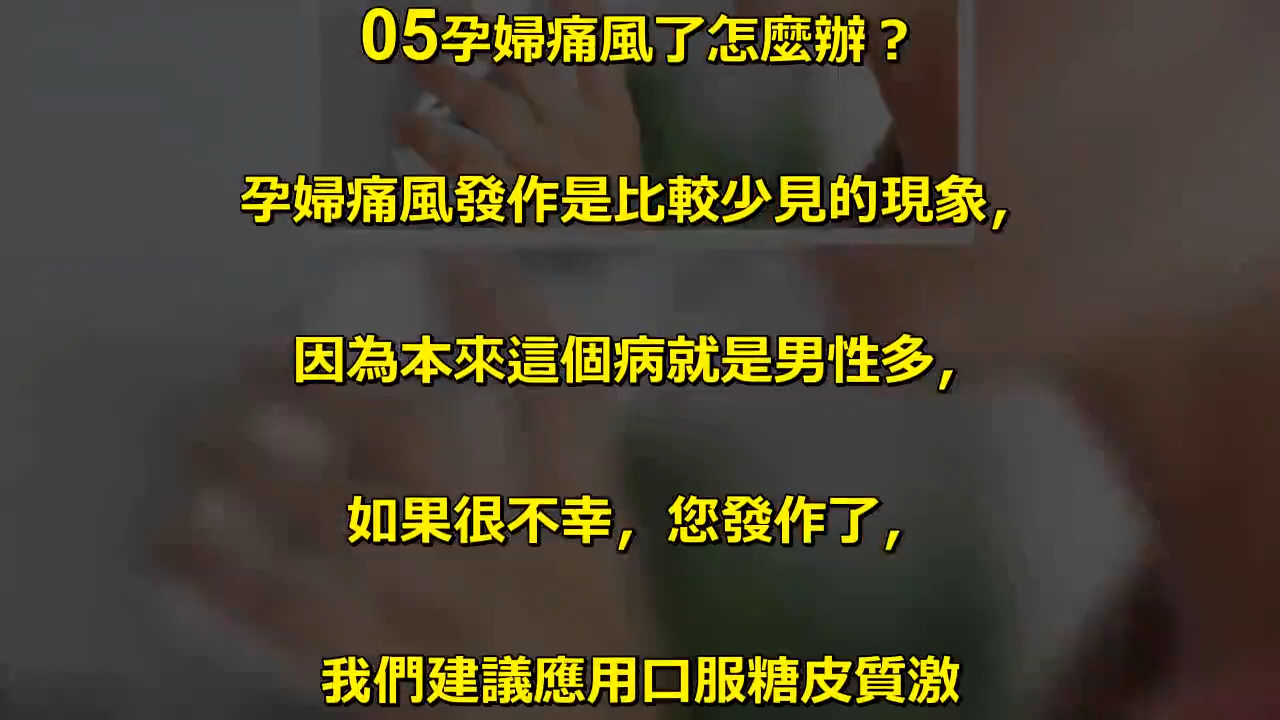 05孕婦痛風了怎麼辦？
孕婦痛風發作是比較少見的現象，
因為本來這個病就是男性多，
如果很不幸，您發作了，
我們建議應用口服糖皮質激